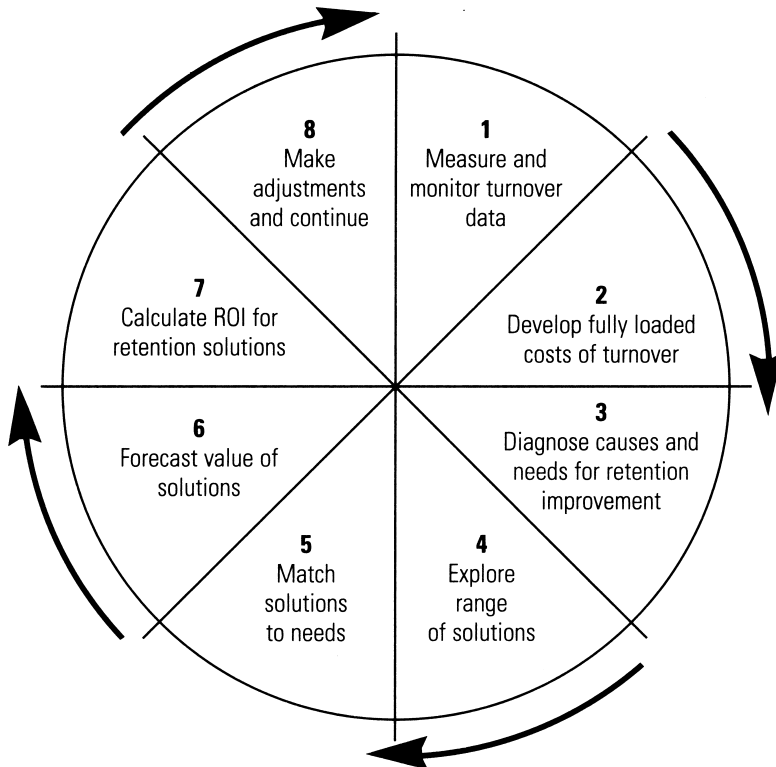 1
Measure and
monitor turnover
data
2
Develop fully loaded
costs of turnover
3
Diagnose causes and
needs for retention
improvement
4
Explore
range
of solutions
5
Match
solutions
to needs
6
Forecast value of
solutions
7
Calculate ROI for
retention solutions
8
Make
adjustments
and continue